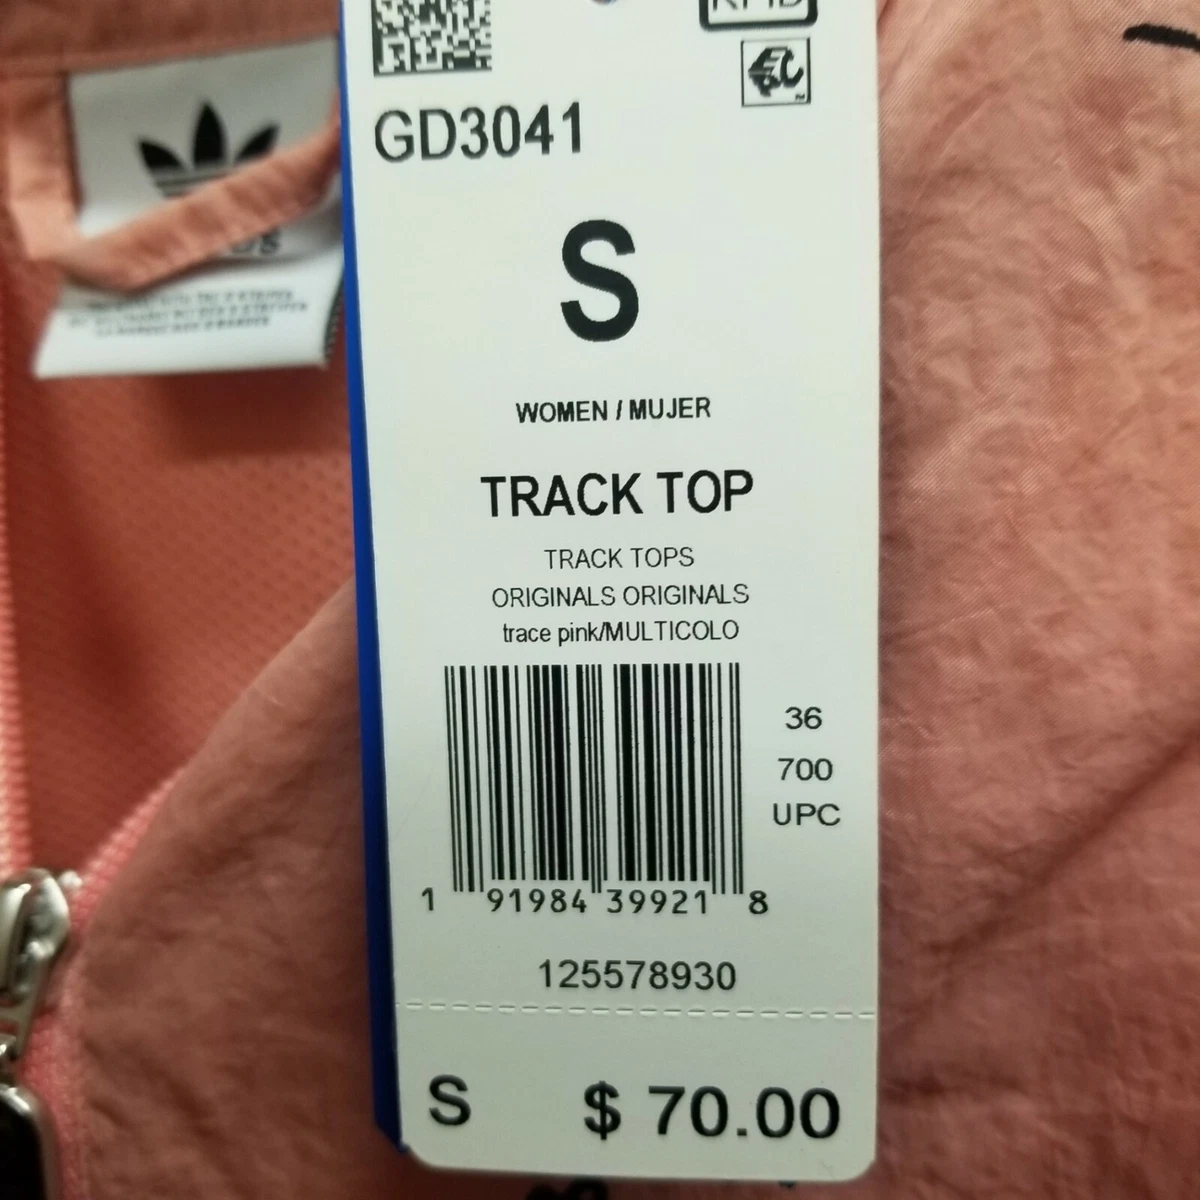 GD3041
S
WOMEN / MUJER
TRACK TOP
TRACK TOPS
ORIGINALS ORIGINALS
trace pink/MULTICOLO
36
700
UPC
1 91984 39921 8
125578930
S $ 70.00